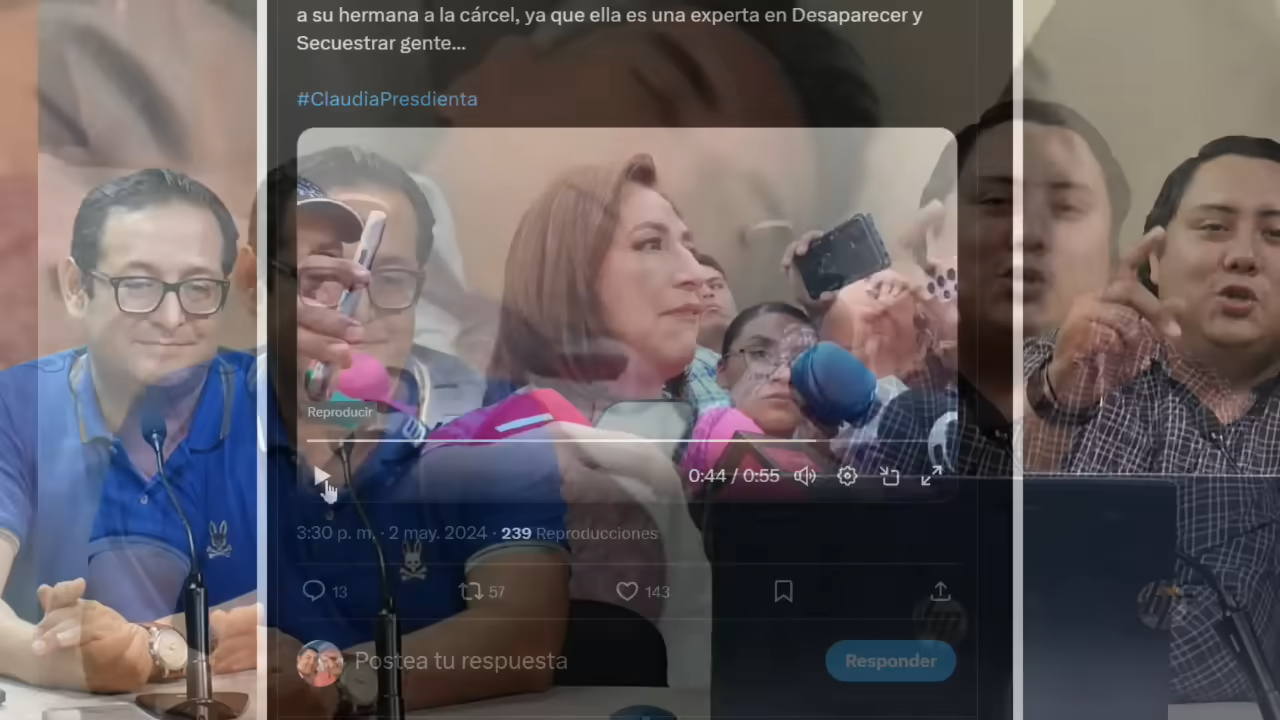 a su hermana a la cárcel, ya que ella es una experta en Desaparecer y
Secuestrar gente...
#ClaudiaPresdienta
Reproducir
0:44 / 0:55
3:30 p. m. · 2 may. 2024 · 239 Reproducciones
13 57 143
Postea tu respuesta
Responder